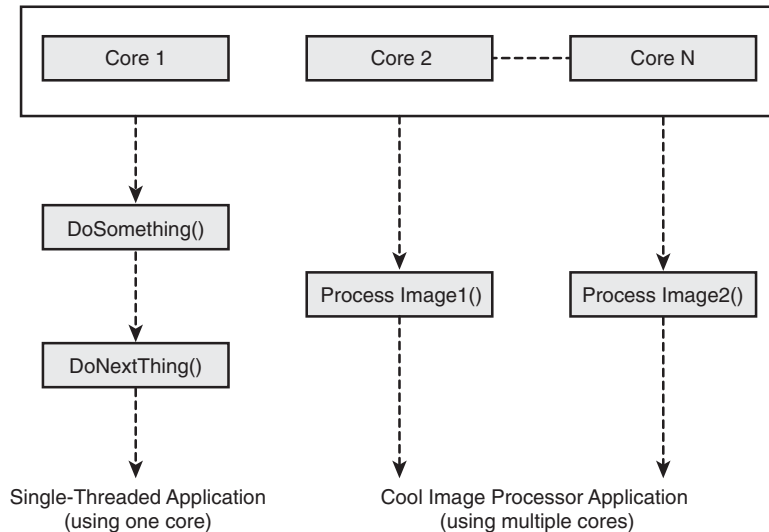 Core 1
Core 2
Core N
DoSomething()
Process Image1()
Process Image2()
DoNextThing()
Single-Threaded Application
(using one core)
Cool Image Processor Application
(using multiple cores)